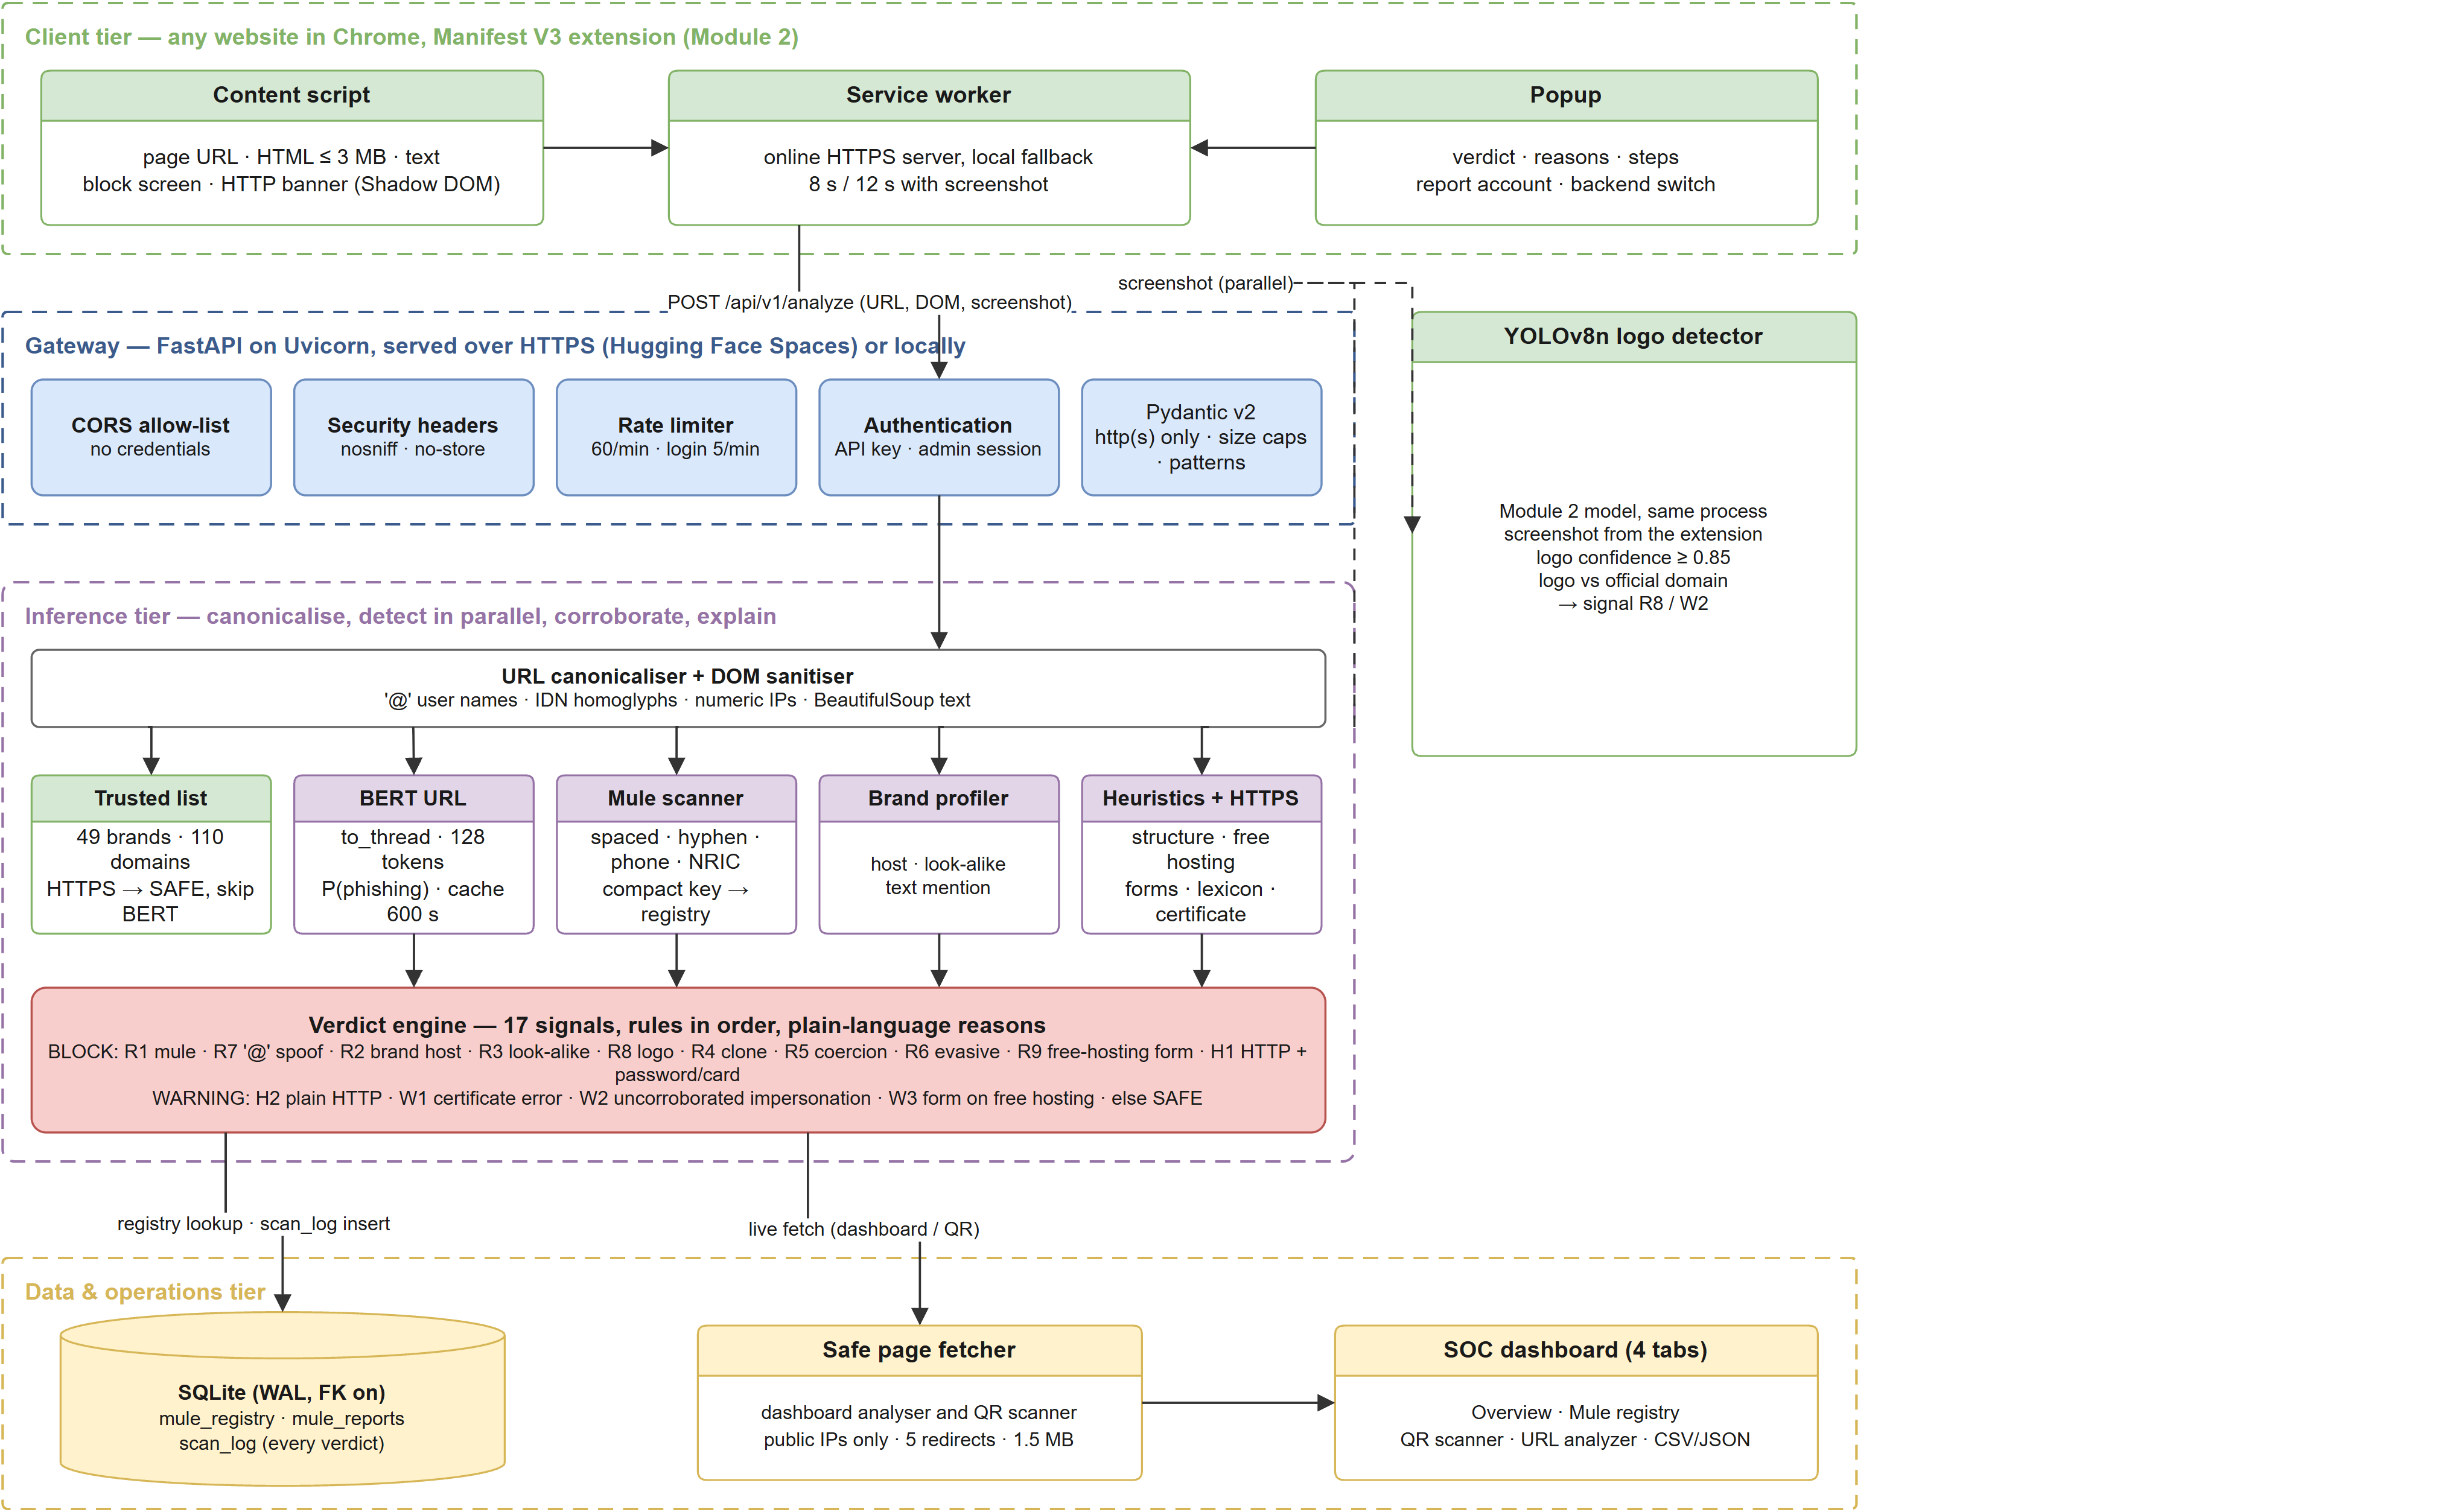 Client tier — any website in Chrome, Manifest V3 extension (Module 2)
Content script
page URL · HTML ≤ 3 MB · text
block screen · HTTP banner (Shadow DOM)
Service worker
online HTTPS server, local fallback
8 s / 12 s with screenshot
Popup
verdict · reasons · steps
report account · backend switch
screenshot (parallel)
POST /api/v1/analyze (URL, DOM, screenshot)
Gateway — FastAPI on Uvicorn, served over HTTPS (Hugging Face Spaces) or locally
CORS allow-list
no credentials
Security headers
nosniff · no-store
Rate limiter
60/min · login 5/min
Authentication
API key · admin session
Pydantic v2
http(s) only · size caps
· patterns
YOLOv8n logo detector
Module 2 model, same process
screenshot from the extension
logo confidence ≥ 0.85
logo vs official domain
→ signal R8 / W2
Inference tier — canonicalise, detect in parallel, corroborate, explain
URL canonicaliser + DOM sanitiser
'@' user names · IDN homoglyphs · numeric IPs · BeautifulSoup text
Trusted list
49 brands · 110
domains
HTTPS → SAFE, skip
BERT
BERT URL
to_thread · 128
tokens
P(phishing) · cache
600 s
Mule scanner
spaced · hyphen ·
phone · NRIC
compact key →
registry
Brand profiler
host · look-alike
text mention
Heuristics + HTTPS
structure · free
hosting
forms · lexicon ·
certificate
Verdict engine — 17 signals, rules in order, plain-language reasons
BLOCK: R1 mule · R7 '@' spoof · R2 brand host · R3 look-alike · R8 logo · R4 clone · R5 coercion · R6 evasive · R9 free-hosting form · H1 HTTP +
password/card
WARNING: H2 plain HTTP · W1 certificate error · W2 uncorroborated impersonation · W3 form on free hosting · else SAFE
registry lookup · scan_log insert
live fetch (dashboard / QR)
Data & operations tier
SQLite (WAL, FK on)
mule_registry · mule_reports
scan_log (every verdict)
Safe page fetcher
dashboard analyser and QR scanner
public IPs only · 5 redirects · 1.5 MB
SOC dashboard (4 tabs)
Overview · Mule registry
QR scanner · URL analyzer · CSV/JSON